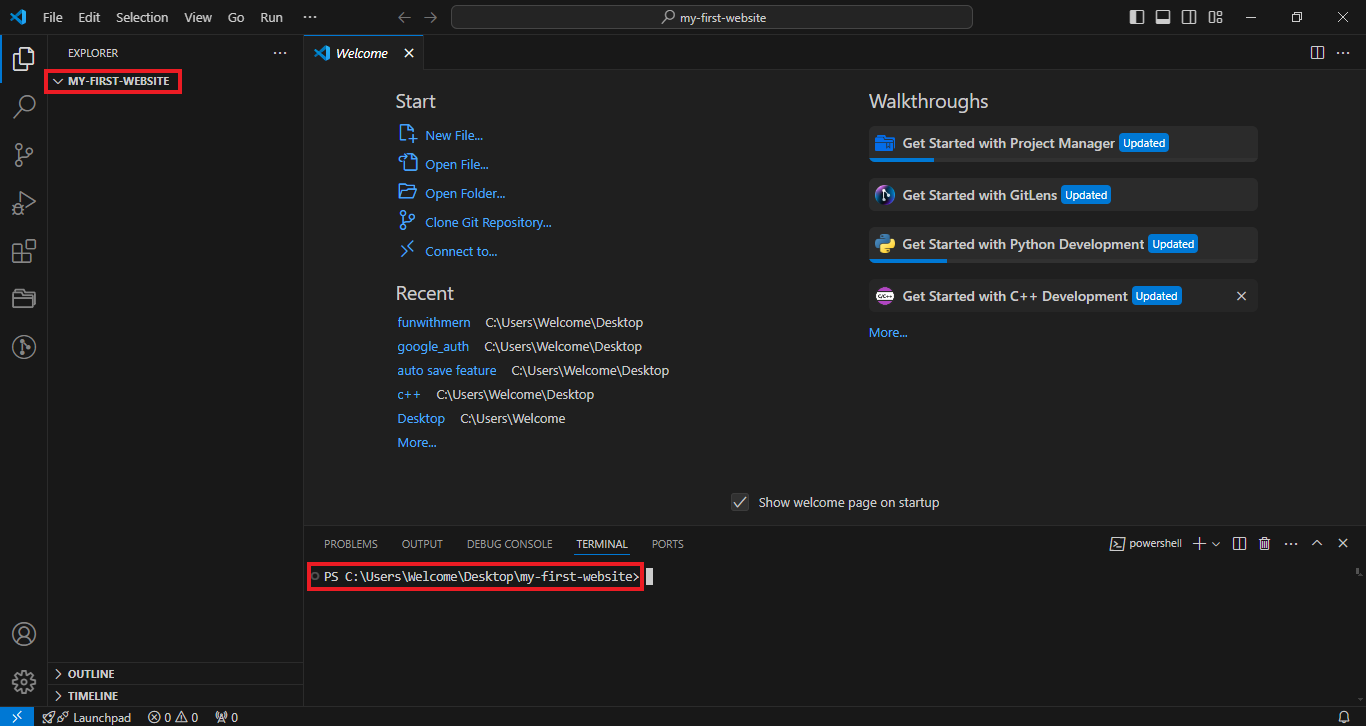 File Edit Selection View Go Run ···
my-first-website
EXPLORER ···
MY-FIRST-WEBSITE
OUTLINE
TIMELINE
Welcome
Start
New File...
Open File...
Open Folder...
Clone Git Repository...
Connect to...
Recent
funwithmern C:\Users\Welcome\Desktop
google_auth C:\Users\Welcome\Desktop
auto save feature C:\Users\Welcome\Desktop
c++ C:\Users\Welcome\Desktop
Desktop C:\Users\Welcome
More...
Walkthroughs
Get Started with Project Manager Updated
Get Started with GitLens Updated
Get Started with Python Development Updated
C/C++ Get Started with C++ Development Updated
More...
Show welcome page on startup
PROBLEMS OUTPUT DEBUG CONSOLE TERMINAL PORTS
powershell
PS C:\Users\Welcome\Desktop\my-first-website>
Launchpad 0 0 0